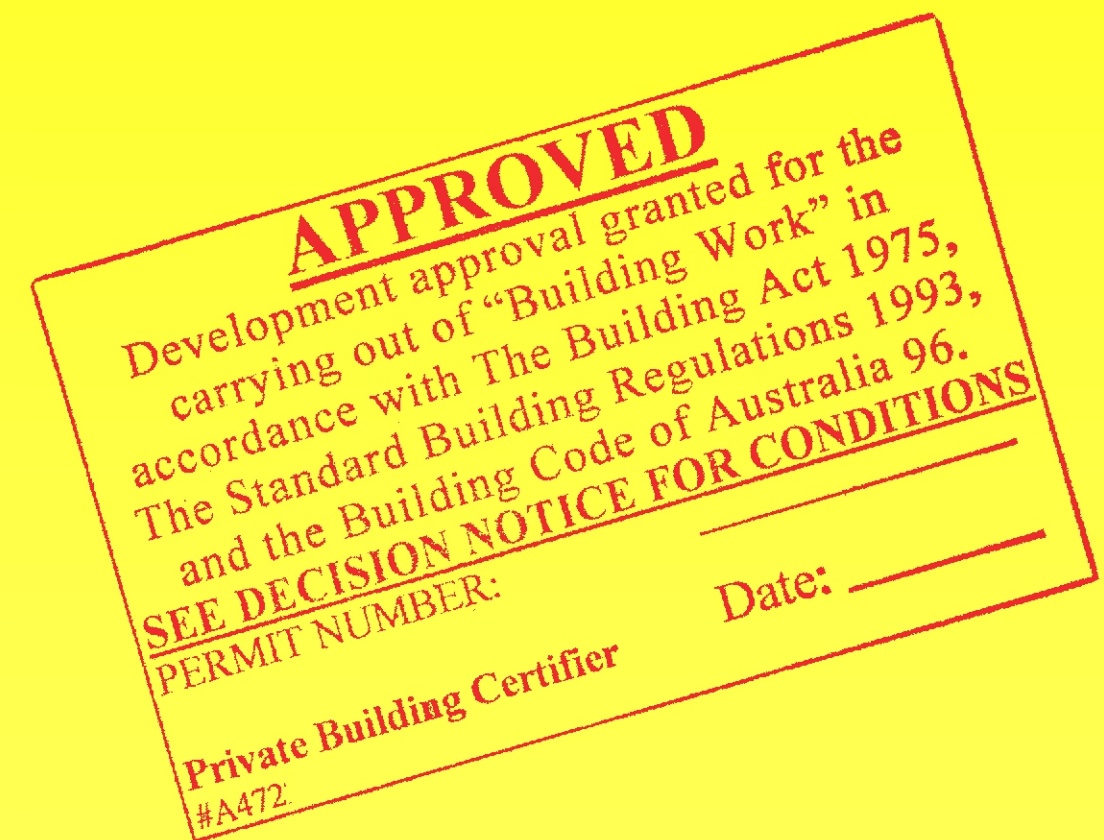 APPROVED
Development approval granted for the
carrying out of “Building Work” in
accordance with The Building Act 1975,
The Standard Building Regulations 1993,
and the Building Code of Australia 96.
SEE DECISION NOTICE FOR CONDITIONS
PERMIT NUMBER:
Date:
Private Building Certifier
#A472